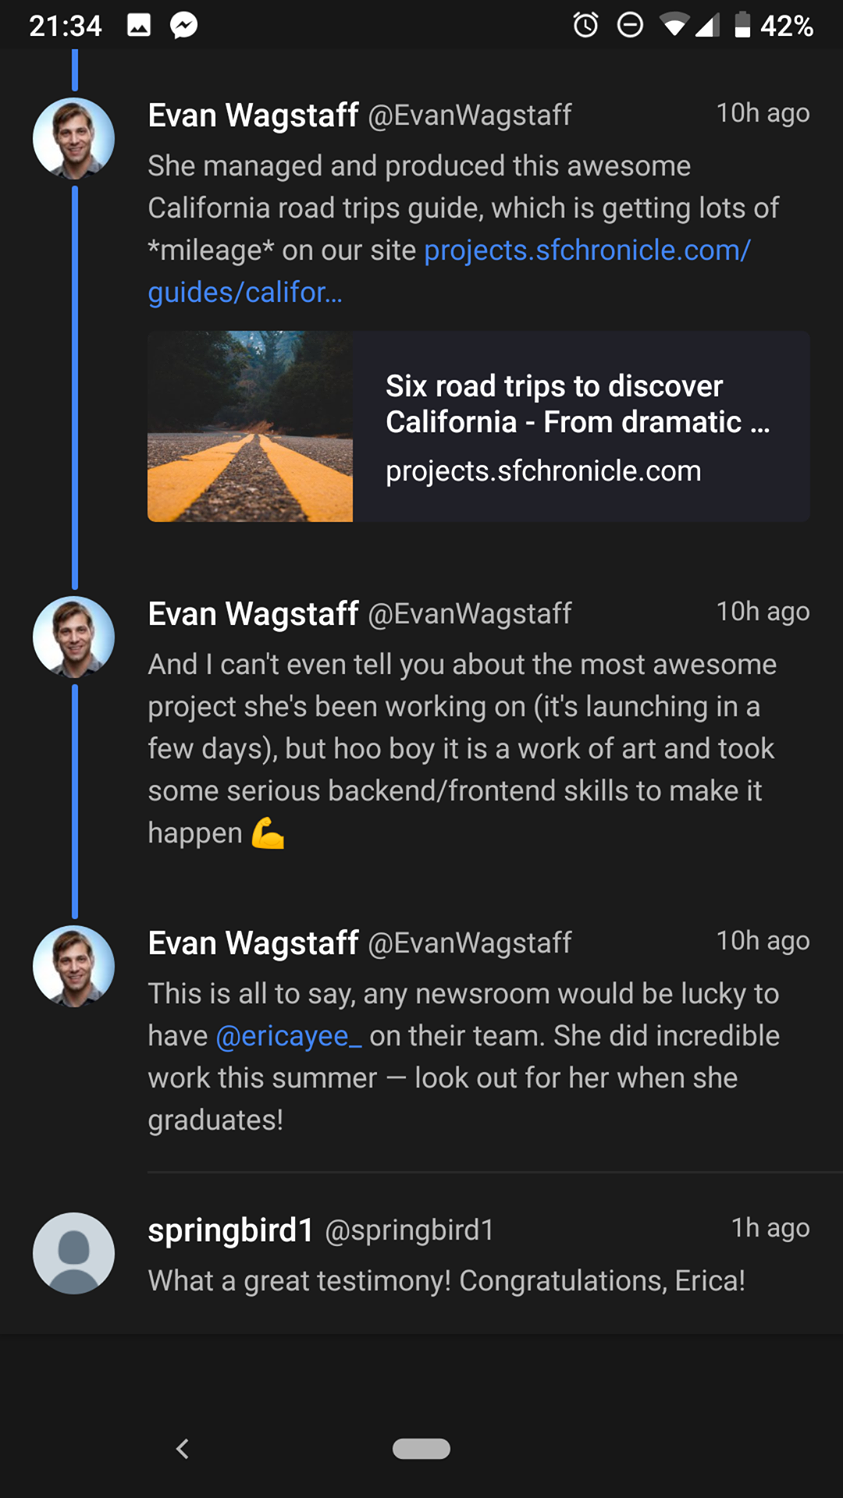 21:34 42%
Evan Wagstaff @EvanWagstaff 10h ago
She managed and produced this awesome
California road trips guide, which is getting lots of
*mileage* on our site projects.sfchronicle.com/
guides/califor…
Six road trips to discover
California - From dramatic ...
projects.sfchronicle.com
Evan Wagstaff @EvanWagstaff 10h ago
And I can't even tell you about the most awesome
project she's been working on (it's launching in a
few days), but hoo boy it is a work of art and took
some serious backend/frontend skills to make it
happen 💪
Evan Wagstaff @EvanWagstaff 10h ago
This is all to say, any newsroom would be lucky to
have @ericayee_ on their team. She did incredible
work this summer — look out for her when she
graduates!
springbird1 @springbird1 1h ago
What a great testimony! Congratulations, Erica!